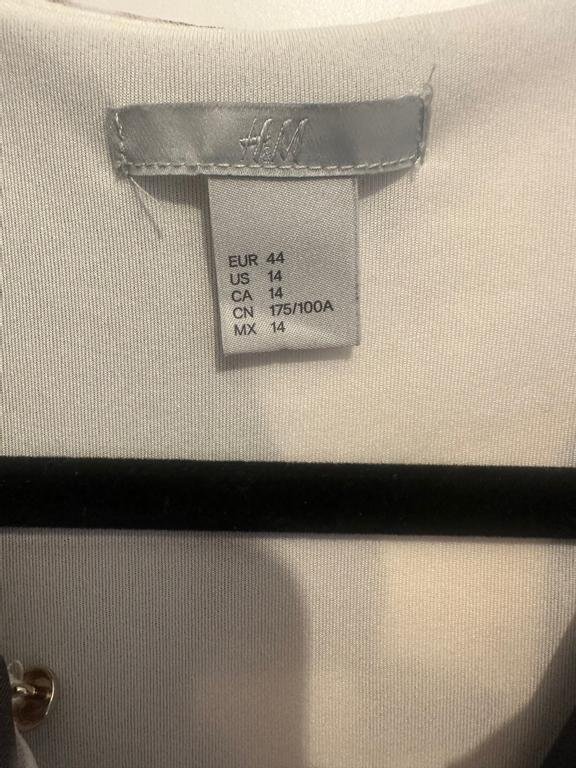 H&M
EUR 44
US 14
CA 14
CN 175/100A
MX 14